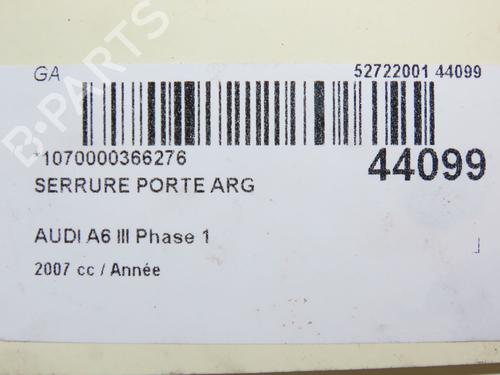 GA
52722001 44099
*1070000366276
44099
SERRURE PORTE ARG
AUDI A6 III Phase 1
2007 cc / Année
B-PARTS